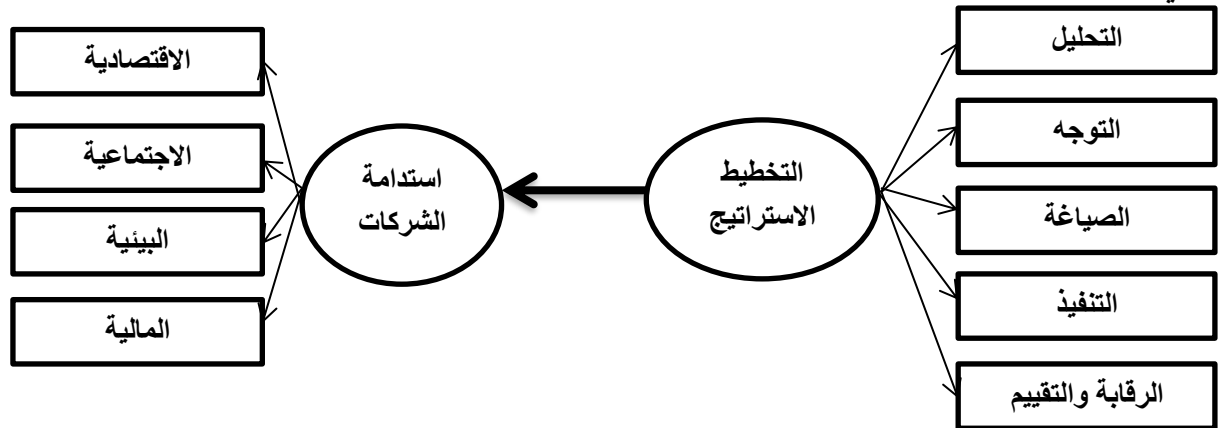 التحليل
التوجه
الصياغة
التنفيذ
الرقابة والتقييم
التخطيط
الاستراتيج
استدامة
الشركات
الاقتصادية
الاجتماعية
البيئية
المالية